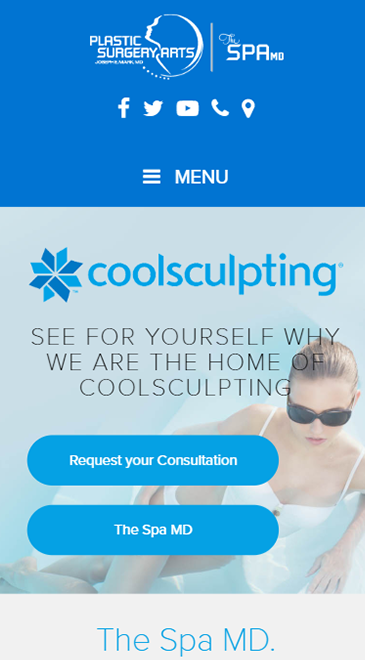 PLASTIC
SURGERY ARTS
JOSEPH E. MARK, MD
The
SPA MD
MENU
coolsculpting®
™
SEE FOR YOURSELF WHY
WE ARE THE HOME OF
COOLSCULPTING
Request your Consultation
The Spa MD
The Spa MD.